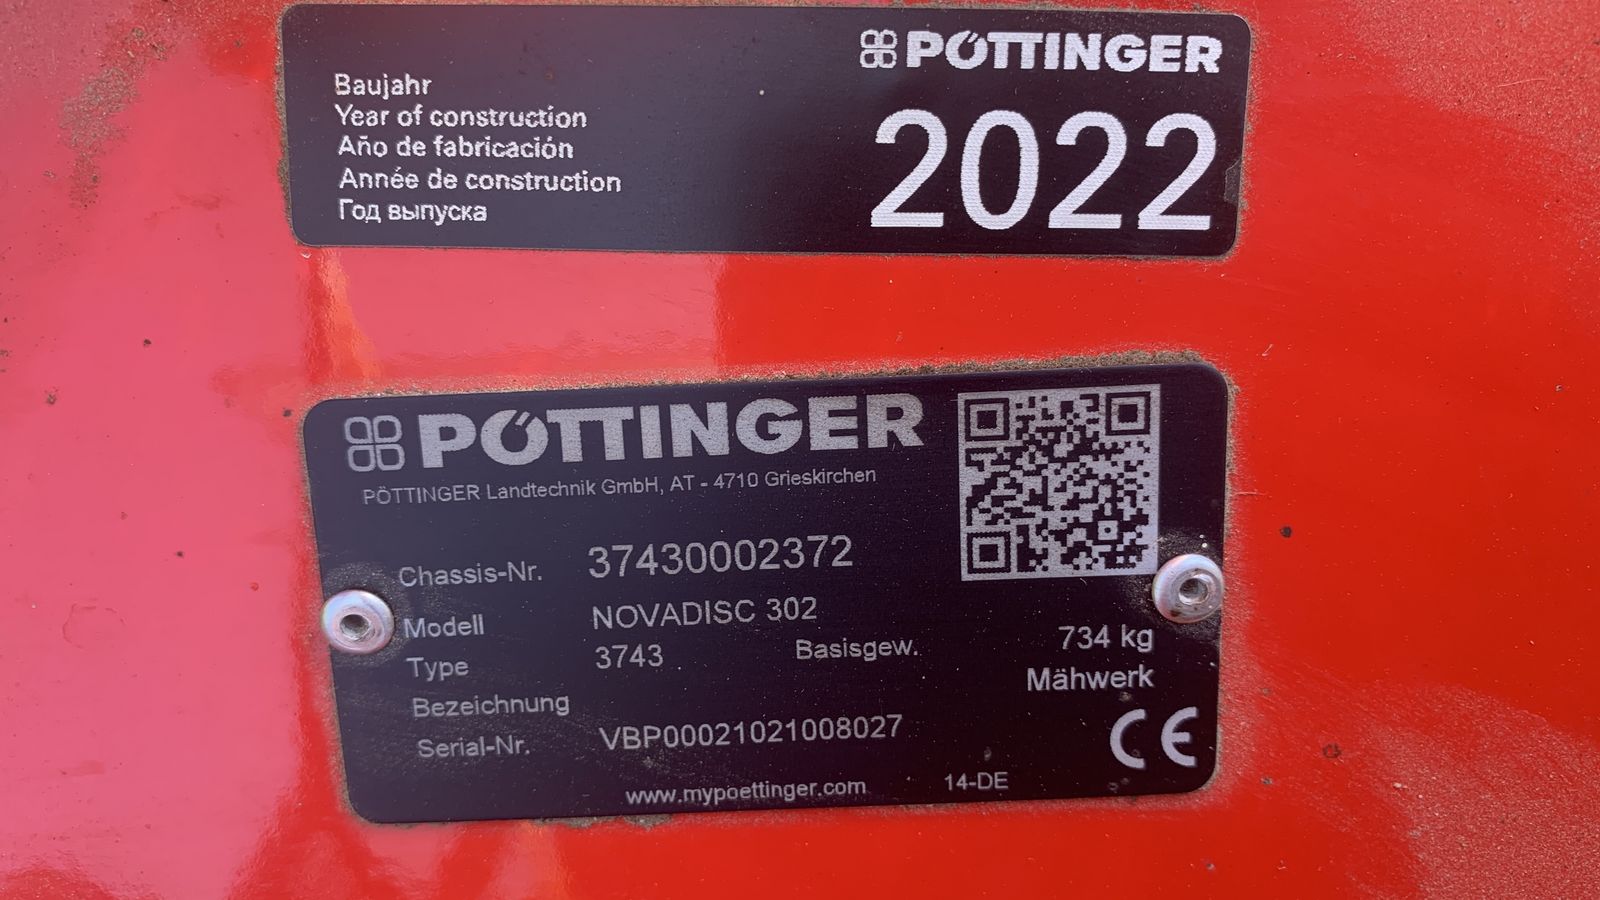 PÖTTINGER
Baujahr
Year of construction
Año de fabricación
Année de construction
Год выпуска
2022
PÖTTINGER
PÖTTINGER Landtechnik GmbH, AT - 4710 Grieskirchen
Chassis-Nr. 37430002372
Modell NOVADISC 302
Type 3743 Basisgew. 734 kg
Bezeichnung Mähwerk
Serial-Nr. VBP00021021008027
CE
www.mypoettinger.com 14-DE